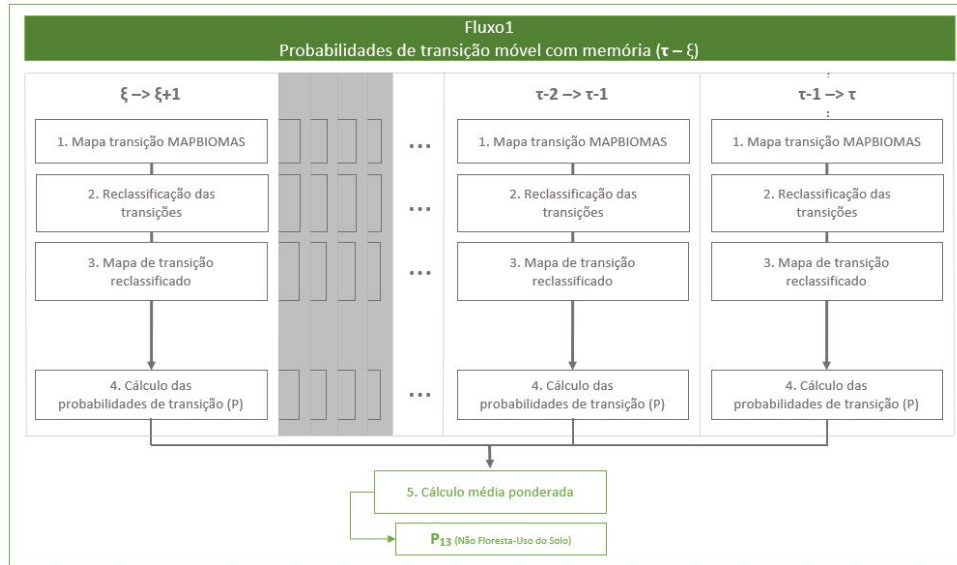 Fluxo1
Probabilidades de transição móvel com memória (τ – ξ)
ξ –> ξ+1
τ-2 –> τ-1
τ-1 –> τ
1. Mapa transição MAPBIOMAS
...
1. Mapa transição MAPBIOMAS
1. Mapa transição MAPBIOMAS
2. Reclassificação das
transições
...
2. Reclassificação das
transições
2. Reclassificação das
transições
3. Mapa de transição
reclassificado
...
3. Mapa de transição
reclassificado
3. Mapa de transição
reclassificado
4. Cálculo das
probabilidades de transição (P)
...
4. Cálculo das
probabilidades de transição (P)
4. Cálculo das
probabilidades de transição (P)
5. Cálculo média ponderada
P13 (Não Floresta-Uso do Solo)